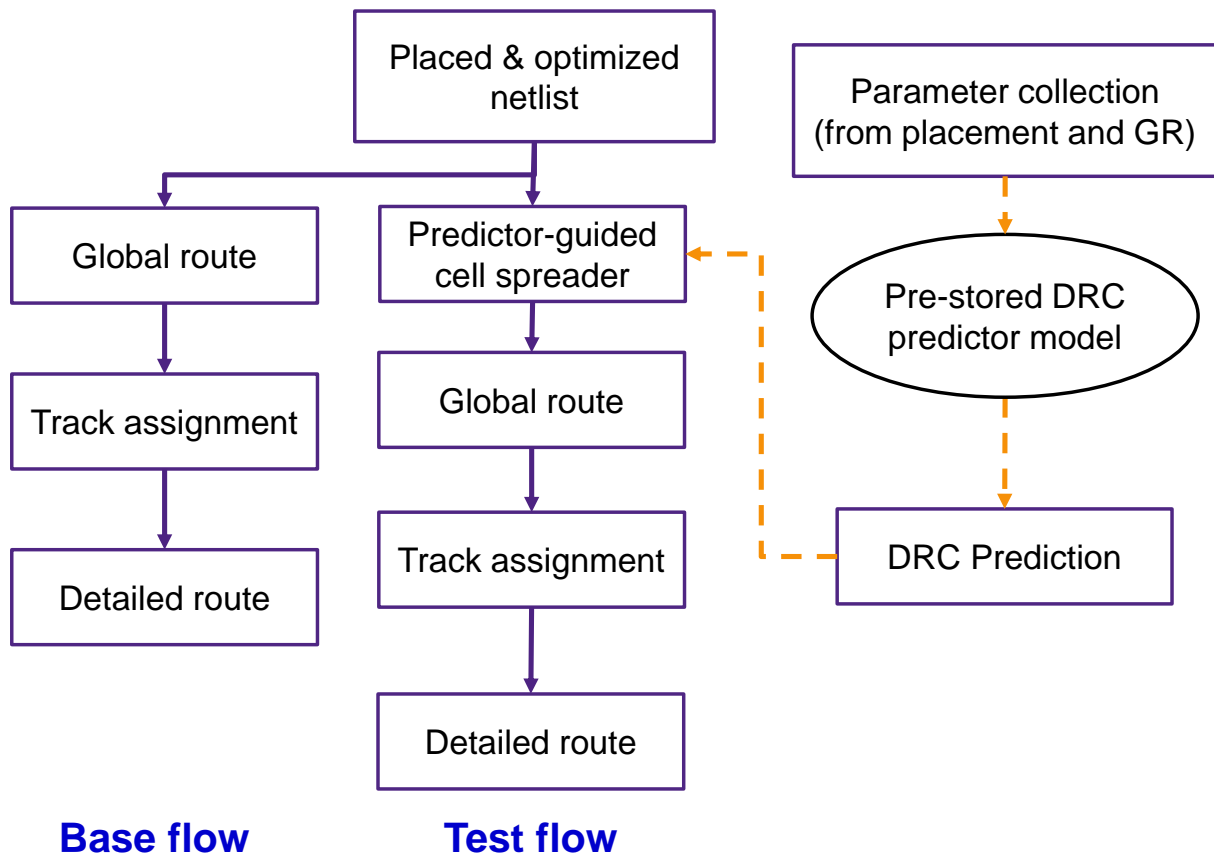 Placed & optimized
netlist
Parameter collection
(from placement and GR)
Global route
Predictor-guided
cell spreader
Pre-stored DRC
predictor model
Track assignment
Global route
Detailed route
Track assignment
DRC Prediction
Detailed route
Base flow
Test flow